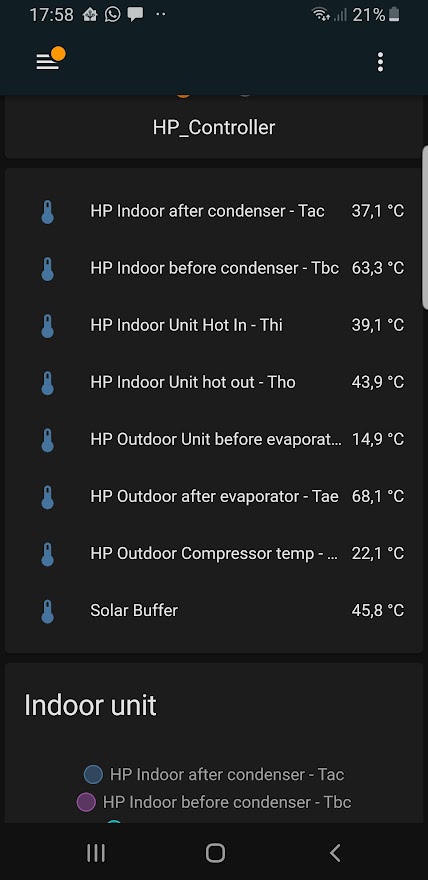 17:58 21%
HP_Controller
HP Indoor after condenser - Tac 37,1 °C
HP Indoor before condenser - Tbc 63,3 °C
HP Indoor Unit Hot In - Thi 39,1 °C
HP Indoor Unit hot out - Tho 43,9 °C
HP Outdoor Unit before evaporat... 14,9 °C
HP Outdoor after evaporator - Tae 68,1 °C
HP Outdoor Compressor temp - ... 22,1 °C
Solar Buffer 45,8 °C
Indoor unit
HP Indoor after condenser - Tac
HP Indoor before condenser - Tbc